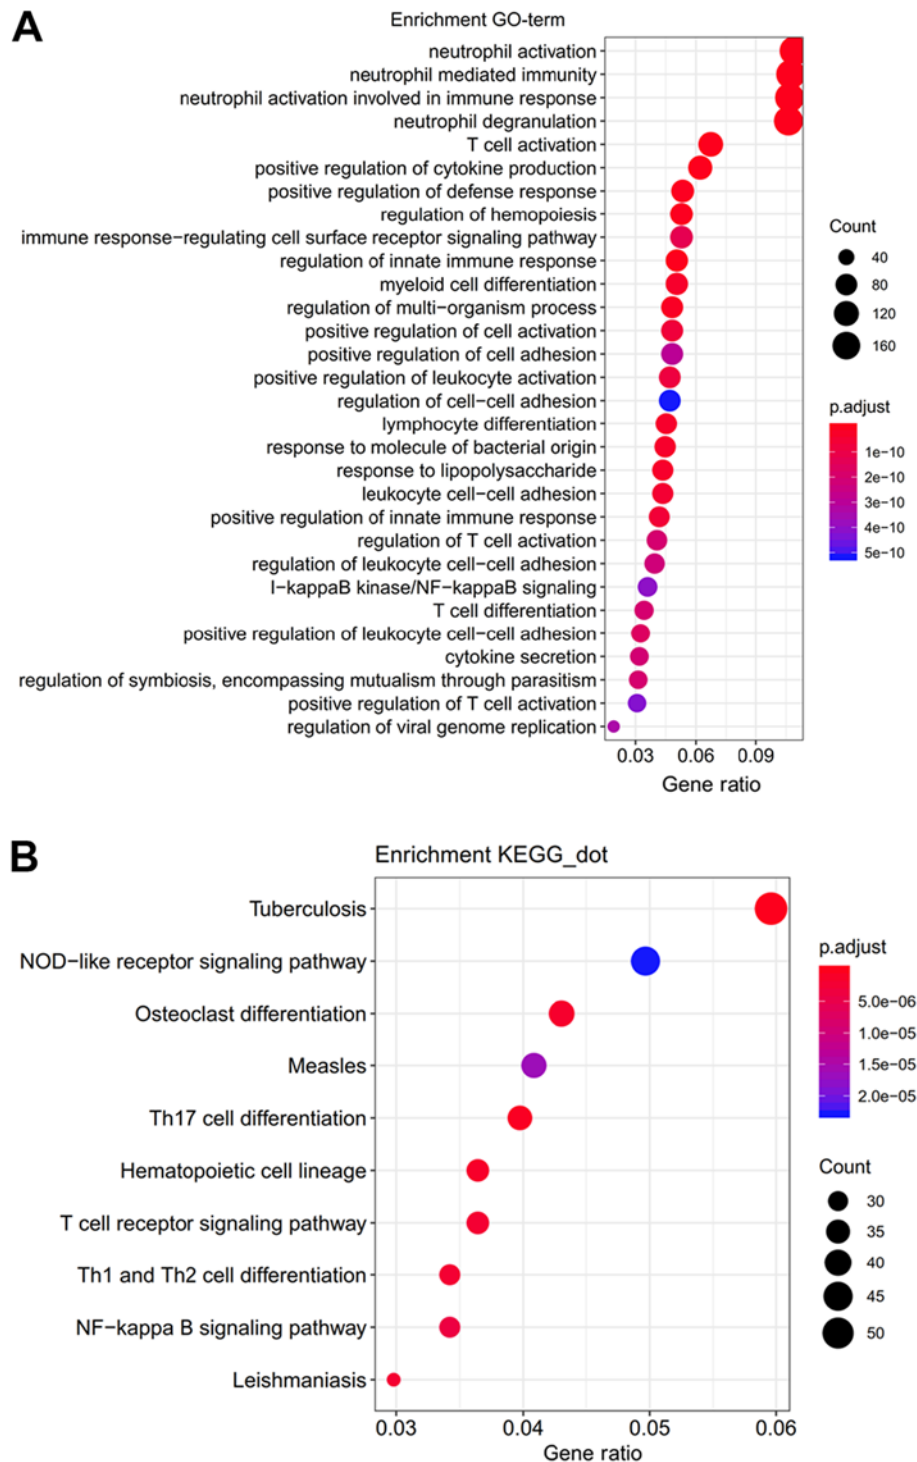 A
Enrichment GO-term
neutrophil activation
neutrophil mediated immunity
neutrophil activation involved in immune response
neutrophil degranulation
T cell activation
positive regulation of cytokine production
positive regulation of defense response
regulation of hemopoiesis
immune response−regulating cell surface receptor signaling pathway
regulation of innate immune response
myeloid cell differentiation
regulation of multi−organism process
positive regulation of cell activation
positive regulation of cell adhesion
positive regulation of leukocyte activation
regulation of cell−cell adhesion
lymphocyte differentiation
response to molecule of bacterial origin
response to lipopolysaccharide
leukocyte cell−cell adhesion
positive regulation of innate immune response
regulation of T cell activation
regulation of leukocyte cell−cell adhesion
I−kappaB kinase/NF−kappaB signaling
T cell differentiation
positive regulation of leukocyte cell−cell adhesion
cytokine secretion
regulation of symbiosis, encompassing mutualism through parasitism
positive regulation of T cell activation
regulation of viral genome replication
0.03 0.06 0.09
Gene ratio
Count
40
80
120
160
p.adjust
1e−10
2e−10
3e−10
4e−10
5e−10
B
Enrichment KEGG_dot
Tuberculosis
NOD−like receptor signaling pathway
Osteoclast differentiation
Measles
Th17 cell differentiation
Hematopoietic cell lineage
T cell receptor signaling pathway
Th1 and Th2 cell differentiation
NF−kappa B signaling pathway
Leishmaniasis
0.03 0.04 0.05 0.06
Gene ratio
p.adjust
5.0e−06
1.0e−05
1.5e−05
2.0e−05
Count
30
35
40
45
50